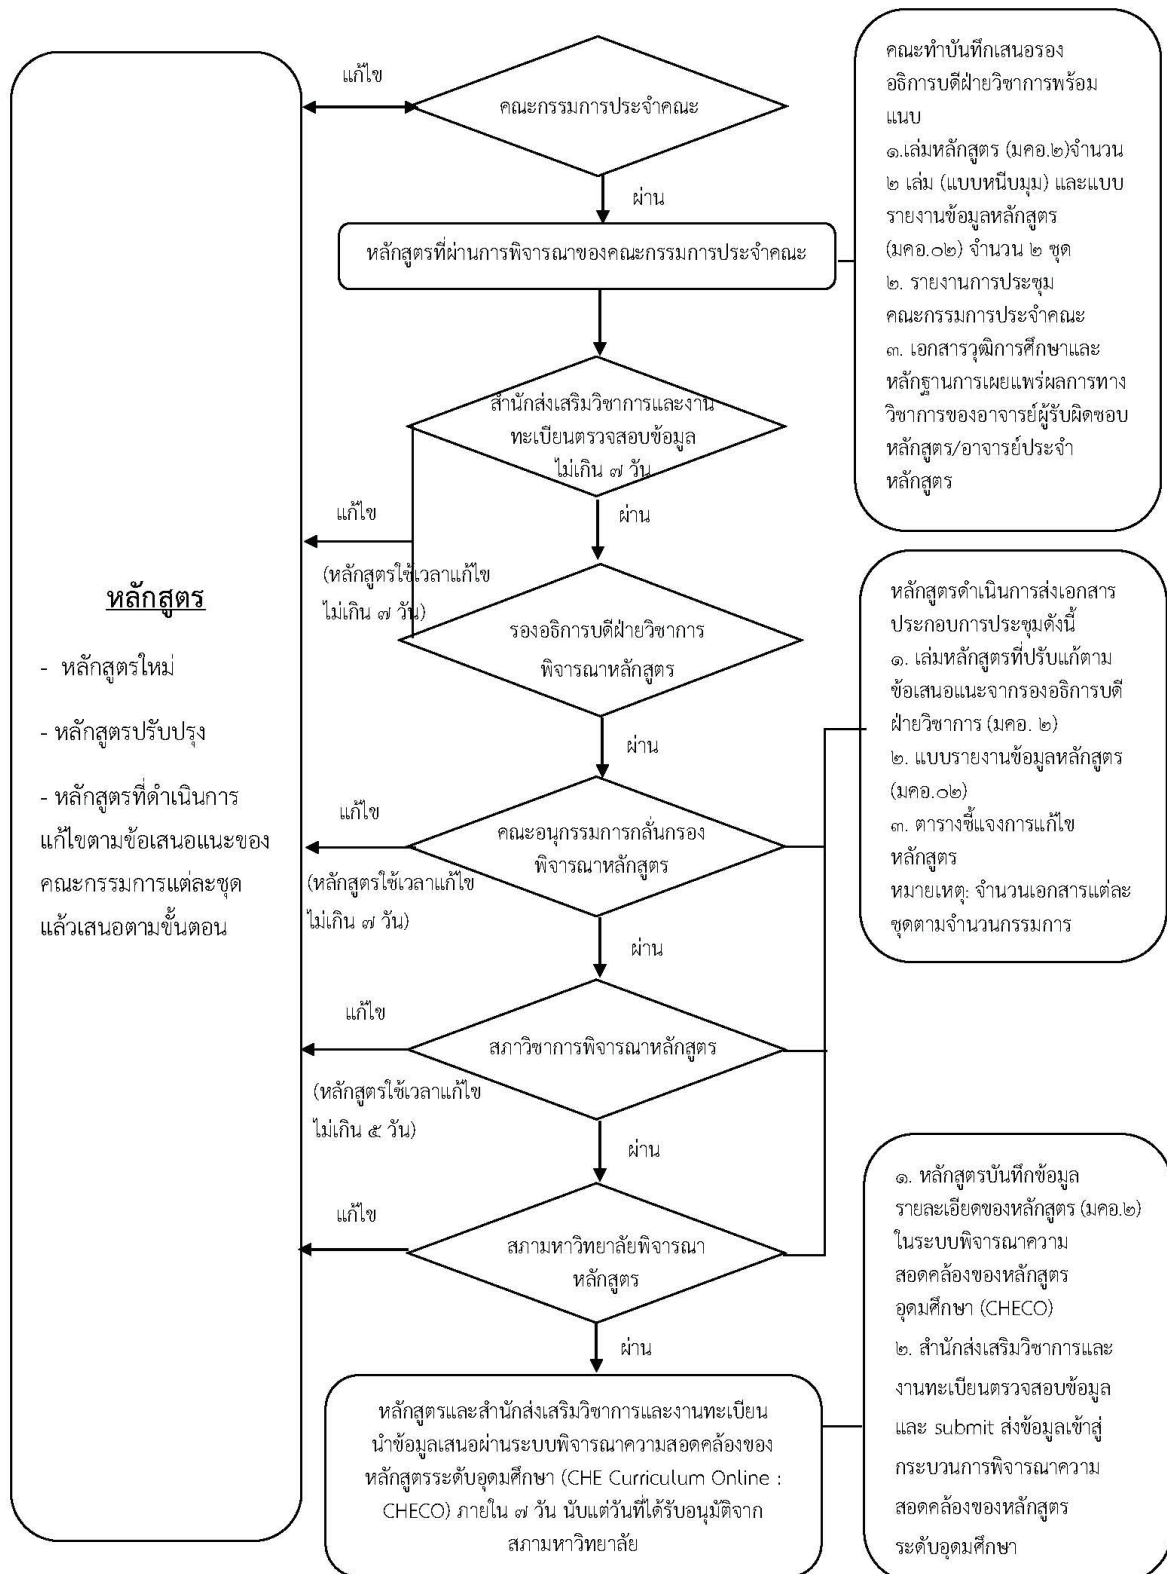 แก้ไข
คณะกรรมการประจำคณะ
ผ่าน
หลักสูตรที่ผ่านการพิจารณาของคณะกรรมการประจำคณะ
คณะทำบันทึกเสนอรอง
อธิการบดีฝ่ายวิชาการพร้อม
แนบ
๑.เล่มหลักสูตร (มคอ.๒)จำนวน
๒ เล่ม (แบบหนีบมุม) และแบบ
รายงานข้อมูลหลักสูตร
(มคอ.๐๒) จำนวน ๒ ชุด
๒. รายงานการประชุม
คณะกรรมการประจำคณะ
๓. เอกสารวุฒิการศึกษาและ
หลักฐานการเผยแพร่ผลการทาง
วิชาการของอาจารย์ผู้รับผิดชอบ
หลักสูตร/อาจารย์ประจำ
หลักสูตร
สำนักส่งเสริมวิชาการและงาน
ทะเบียนตรวจสอบข้อมูล
ไม่เกิน ๗ วัน
ผ่าน
แก้ไข
(หลักสูตรใช้เวลาแก้ไข
ไม่เกิน ๗ วัน)
รองอธิการบดีฝ่ายวิชาการ
พิจารณาหลักสูตร
ผ่าน
หลักสูตร
- หลักสูตรใหม่
- หลักสูตรปรับปรุง
- หลักสูตรที่ดำเนินการ
แก้ไขตามข้อเสนอแนะของ
คณะกรรมการแต่ละชุด
แล้วเสนอตามขั้นตอน
หลักสูตรดำเนินการส่งเอกสาร
ประกอบการประชุมดังนี้
๑. เล่มหลักสูตรที่ปรับแก้ตาม
ข้อเสนอแนะจากรองอธิการบดี
ฝ่ายวิชาการ (มคอ. ๒)
๒. แบบรายงานข้อมูลหลักสูตร
(มคอ.๐๒)
๓. ตารางชี้แจงการแก้ไข
หลักสูตร
หมายเหตุ: จำนวนเอกสารแต่ละ
ชุดตามจำนวนกรรมการ
แก้ไข
คณะอนุกรรมการกลั่นกรอง
พิจารณาหลักสูตร
(หลักสูตรใช้เวลาแก้ไข
ไม่เกิน ๗ วัน)
ผ่าน
แก้ไข
สภาวิชาการพิจารณาหลักสูตร
(หลักสูตรใช้เวลาแก้ไข
ไม่เกิน ๕ วัน)
ผ่าน
แก้ไข
สภามหาวิทยาลัยพิจารณา
หลักสูตร
ผ่าน
หลักสูตรและสำนักส่งเสริมวิชาการและงานทะเบียน
นำข้อมูลเสนอผ่านระบบพิจารณาความสอดคล้องของ
หลักสูตรระดับอุดมศึกษา (CHE Curriculum Online :
CHECO) ภายใน ๗ วัน นับแต่วันที่ได้รับอนุมัติจาก
สภามหาวิทยาลัย
๑. หลักสูตรบันทึกข้อมูล
รายละเอียดของหลักสูตร (มคอ.๒)
ในระบบพิจารณาความ
สอดคล้องของหลักสูตร
อุดมศึกษา (CHECO)
๒. สำนักส่งเสริมวิชาการและ
งานทะเบียนตรวจสอบข้อมูล
และ submit ส่งข้อมูลเข้าสู่
กระบวนการพิจารณาความ
สอดคล้องของหลักสูตร
ระดับอุดมศึกษา